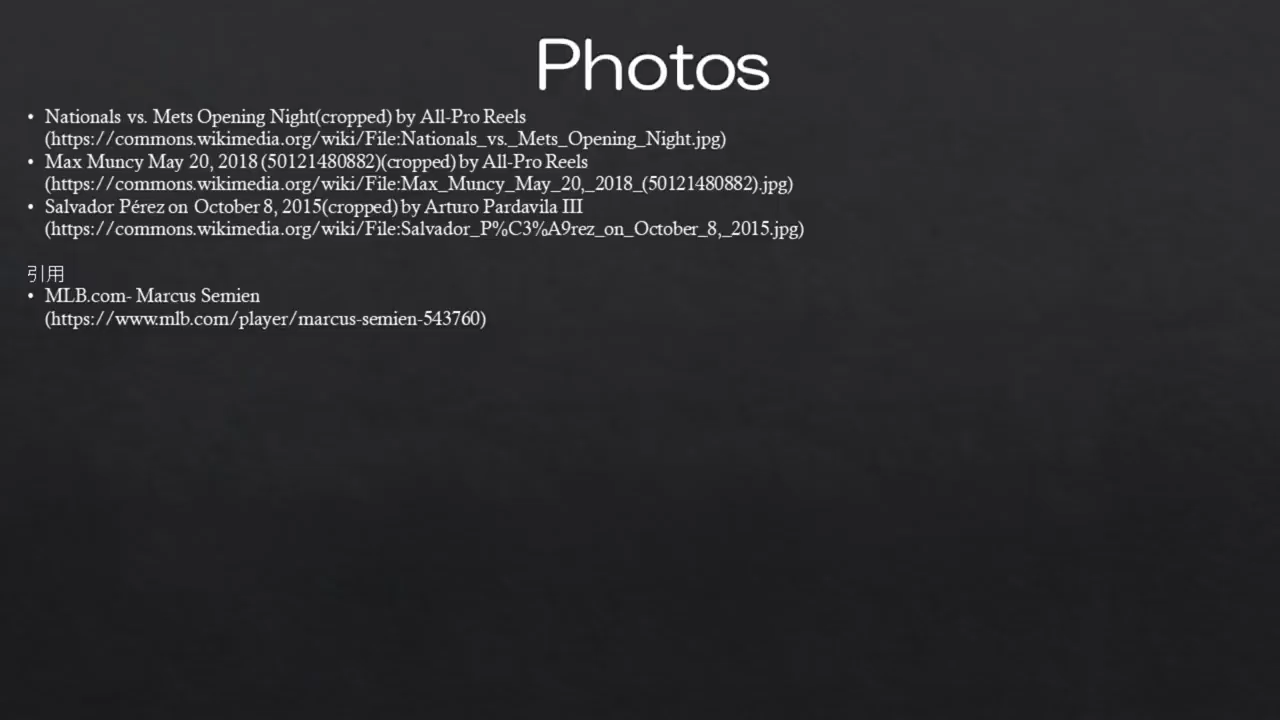 Photos
• Nationals vs. Mets Opening Night(cropped) by All-Pro Reels
(https://commons.wikimedia.org/wiki/File:Nationals_vs._Mets_Opening_Night.jpg)
• Max Muncy May 20, 2018 (50121480882)(cropped) by All-Pro Reels
(https://commons.wikimedia.org/wiki/File:Max_Muncy_May_20,_2018_(50121480882).jpg)
• Salvador Pérez on October 8, 2015(cropped) by Arturo Pardavila III
(https://commons.wikimedia.org/wiki/File:Salvador_P%C3%A9rez_on_October_8,_2015.jpg)
引用
• MLB.com- Marcus Semien
(https://www.mlb.com/player/marcus-semien-543760)